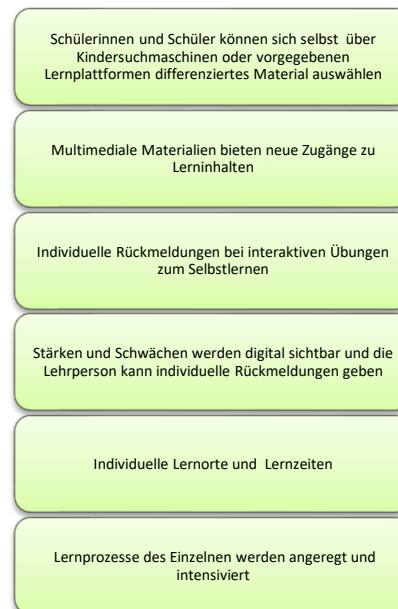 Schülerinnen und Schüler können sich selbst über
Kindersuchmaschinen oder vorgegebenen
Lernplattformen differenziertes Material auswählen
Multimediale Materialien bieten neue Zugänge zu
Lerninhalten
Individuelle Rückmeldungen bei interaktiven Übungen
zum Selbstlernen
Stärken und Schwächen werden digital sichtbar und die
Lehrperson kann individuelle Rückmeldungen geben
Individuelle Lernorte und Lernzeiten
Lernprozesse des Einzelnen werden angeregt und
intensiviert